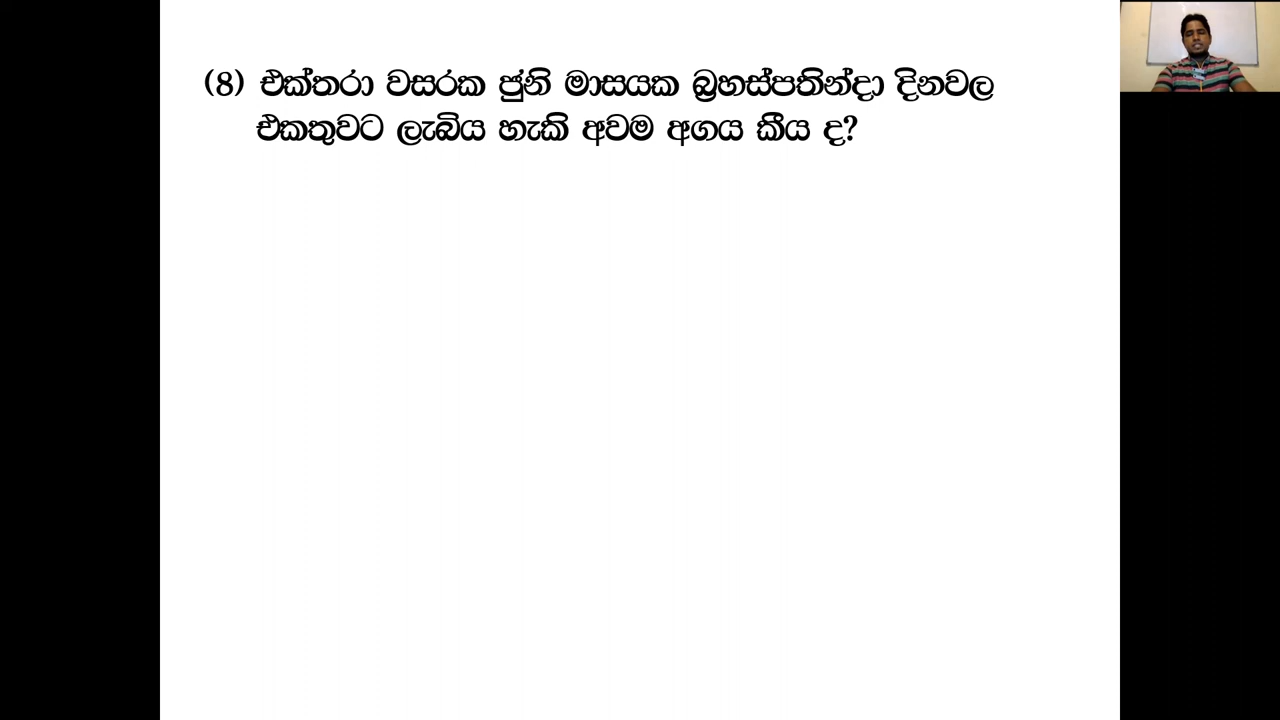 (8) එක්තරා වසරක ජුනි මාසයක බ්‍රහස්පතින්දා දිනවල
එකතුවට ලැබිය හැකි අවම අගය කීය ද?